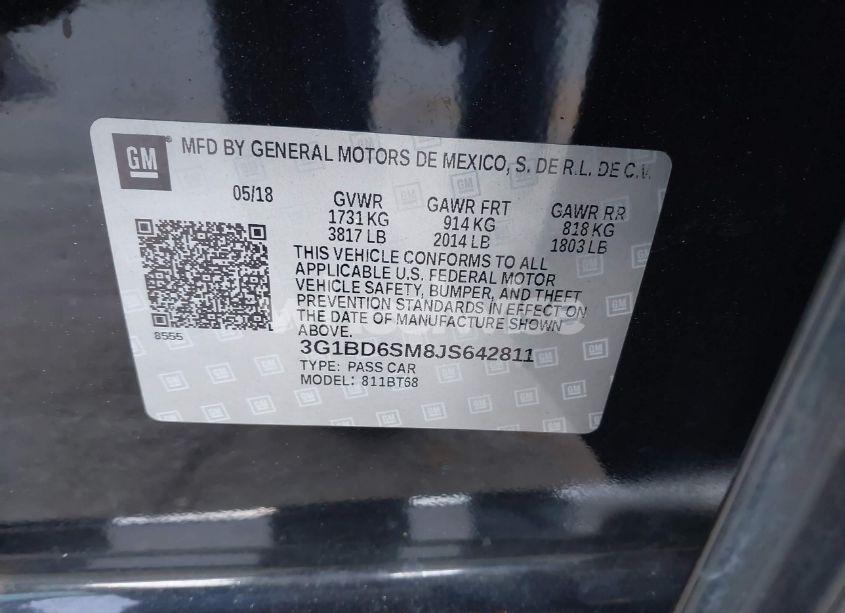 GM® MFD BY GENERAL MOTORS DE MEXICO, S. DE R.L. DE C.V.
05/18
GVWR
1731 KG
3817 LB
GAWR FRT
914 KG
2014 LB
GAWR RR
818 KG
1803 LB
THIS VEHICLE CONFORMS TO ALL
APPLICABLE U.S. FEDERAL MOTOR
VEHICLE SAFETY, BUMPER, AND THEFT
PREVENTION STANDARDS IN EFFECT ON
THE DATE OF MANUFACTURE SHOWN
ABOVE.
8555
3G1BD6SM8JS642811
TYPE: PASS CAR
MODEL: 811BT68